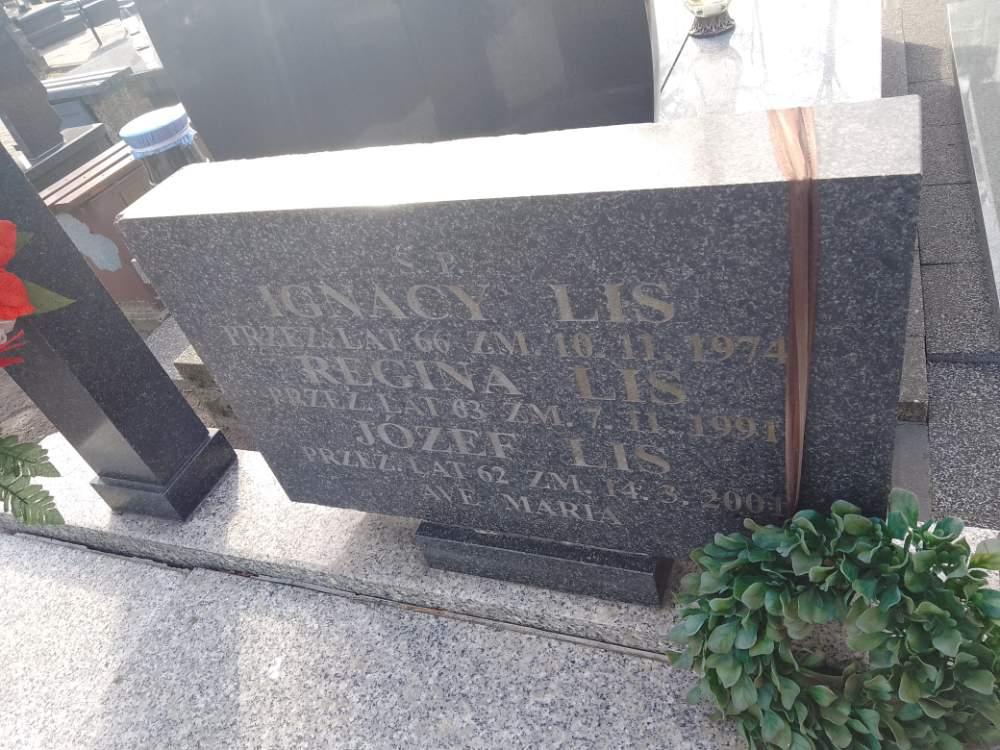 Ś. P.
IGNACY LIS
PRZEŻ. LAT 66 ZM. 10. 11. 1974
REGINA LIS
PRZEŻ. LAT 63 ZM. 7. 11. 1991
JÓZEF LIS
PRZEŻ. LAT 62 ZM. 14. 3. 2001
AVE MARIA